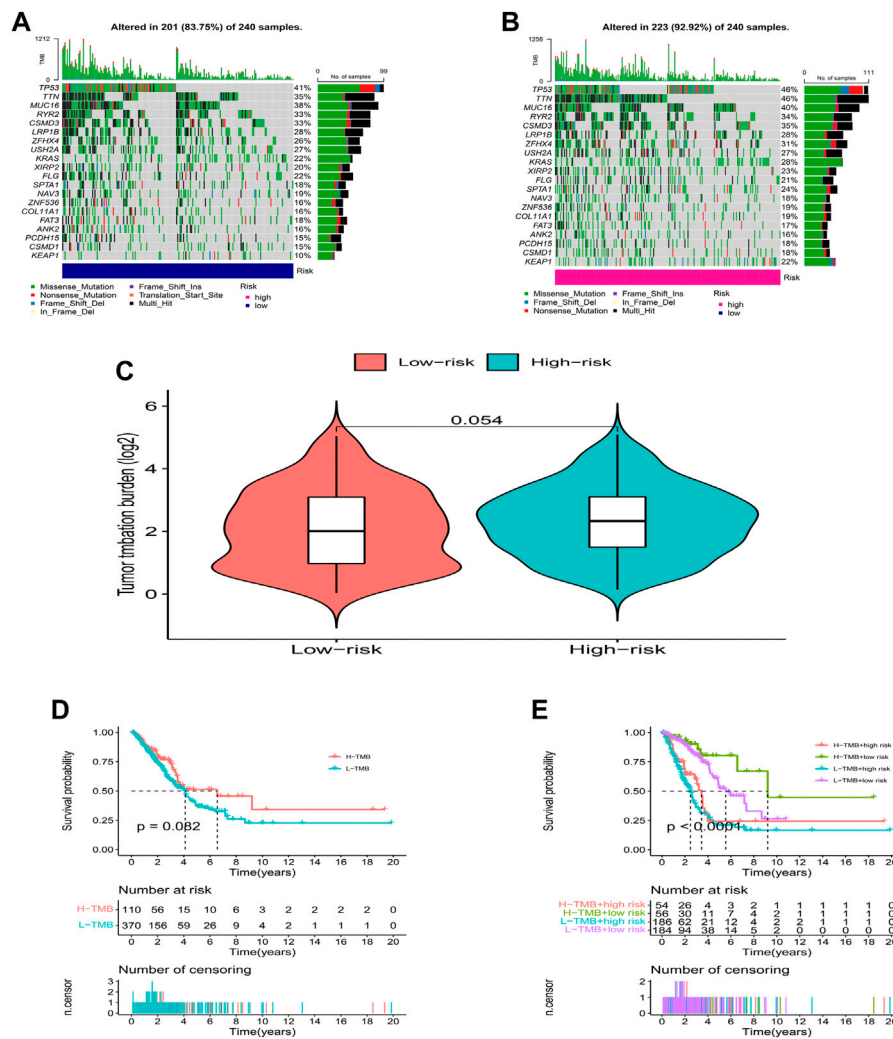 A
Altered in 201 (83.75%) of 240 samples.
1212
TMB
0
No. of samples
0 99
TP53 41%
TTN 35%
MUC16 38%
RYR2 33%
CSMD3 33%
LRP1B 28%
ZFHX4 26%
USH2A 27%
KRAS 22%
XIRP2 20%
FLG 22%
SPTA1 18%
NAV3 19%
ZNF536 16%
COL11A1 16%
FAT3 18%
ANK2 16%
PCDH15 15%
CSMD1 15%
KEAP1 10%
Risk
Missense_Mutation Frame_Shift_Ins Risk
Nonsense_Mutation Translation_Start_Site high
Frame_Shift_Del Multi_Hit low
In_Frame_Del
B
Altered in 223 (92.92%) of 240 samples.
1256
TMB
0
No. of samples
0 111
TP53 46%
TTN 46%
MUC16 40%
RYR2 34%
CSMD3 35%
LRP1B 28%
ZFHX4 31%
USH2A 27%
KRAS 28%
XIRP2 23%
FLG 21%
SPTA1 24%
NAV3 18%
ZNF536 19%
COL11A1 19%
FAT3 17%
ANK2 16%
PCDH15 18%
CSMD1 18%
KEAP1 22%
Risk
Missense_Mutation Frame_Shift_Ins Risk
Frame_Shift_Del In_Frame_Del high
Nonsense_Mutation Multi_Hit low
C
Low-risk High-risk
Tumor tmbation burden (log2)
6
4
2
0
0.054
Low-risk High-risk
D
Survival probability
1.00
0.75
0.50
0.25
0.00
H-TMB
L-TMB
p = 0.082
0 2 4 6 8 10 12 14 16 18 20
Time(years)
Number at risk
H-TMB 110 56 15 10 6 3 2 2 2 2 0
L-TMB 370 156 59 26 9 4 2 1 1 1 0
0 2 4 6 8 10 12 14 16 18 20
Time(years)
Number of censoring
n.censor
3
2
1
0
0 2 4 6 8 10 12 14 16 18 20
Time(years)
E
Survival probability
1.00
0.75
0.50
0.25
0.00
H-TMB+high risk
H-TMB+low risk
L-TMB+high risk
L-TMB+low risk
p < 0.0001
0 2 4 6 8 10 12 14 16 18 20
Time(years)
Number at risk
H-TMB+high risk 54 26 4 3 2 1 1 1 1 1 0
H-TMB+low risk 56 30 11 7 4 2 1 1 1 1 0
L-TMB+high risk 186 62 21 12 4 2 2 1 1 1 0
L-TMB+low risk 184 94 38 14 5 2 0 0 0 0 0
0 2 4 6 8 10 12 14 16 18 20
Time(years)
Number of censoring
n.censor
2
1
0
0 2 4 6 8 10 12 14 16 18 20
Time(years)